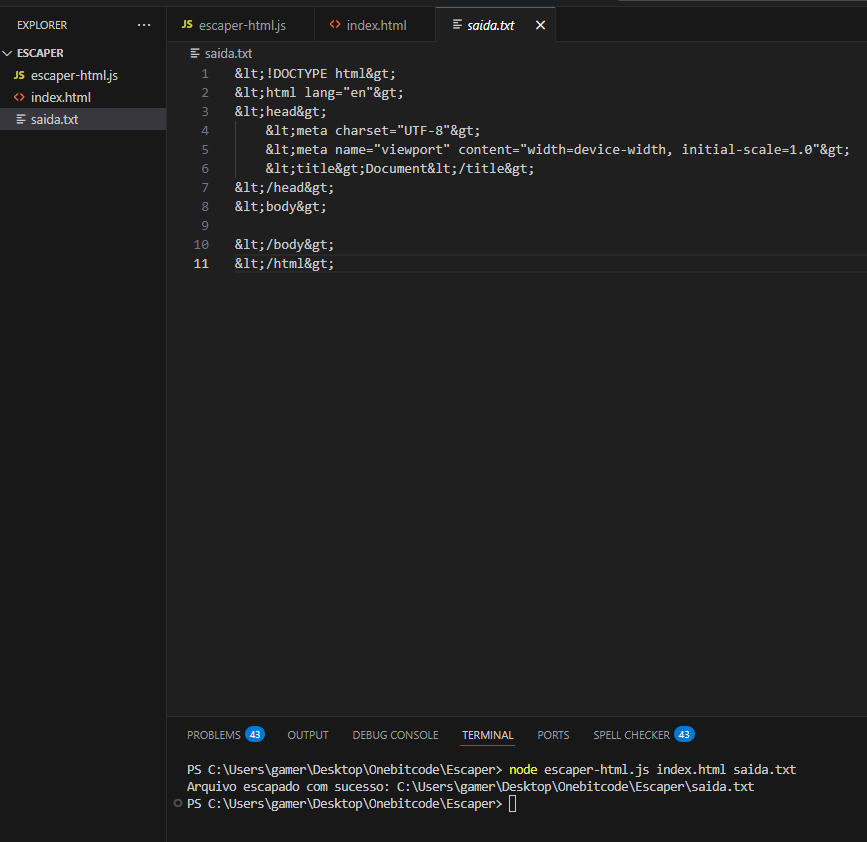 EXPLORER ...
ESCAPER
JS escaper-html.js
<> index.html
saida.txt
JS escaper-html.js <> index.html saida.txt ×
saida.txt
1 &lt;!DOCTYPE html&gt;
2 &lt;html lang="en"&gt;
3 &lt;head&gt;
4     &lt;meta charset="UTF-8"&gt;
5     &lt;meta name="viewport" content="width=device-width, initial-scale=1.0"&gt;
6     &lt;title&gt;Document&lt;/title&gt;
7 &lt;/head&gt;
8 &lt;body&gt;
9
10 &lt;/body&gt;
11 &lt;/html&gt;
PROBLEMS 43 OUTPUT DEBUG CONSOLE TERMINAL PORTS SPELL CHECKER 43
PS C:\Users\gamer\Desktop\Onebitcode\Escaper> node escaper-html.js index.html saida.txt
Arquivo escapado com sucesso: C:\Users\gamer\Desktop\Onebitcode\Escaper\saida.txt
PS C:\Users\gamer\Desktop\Onebitcode\Escaper>